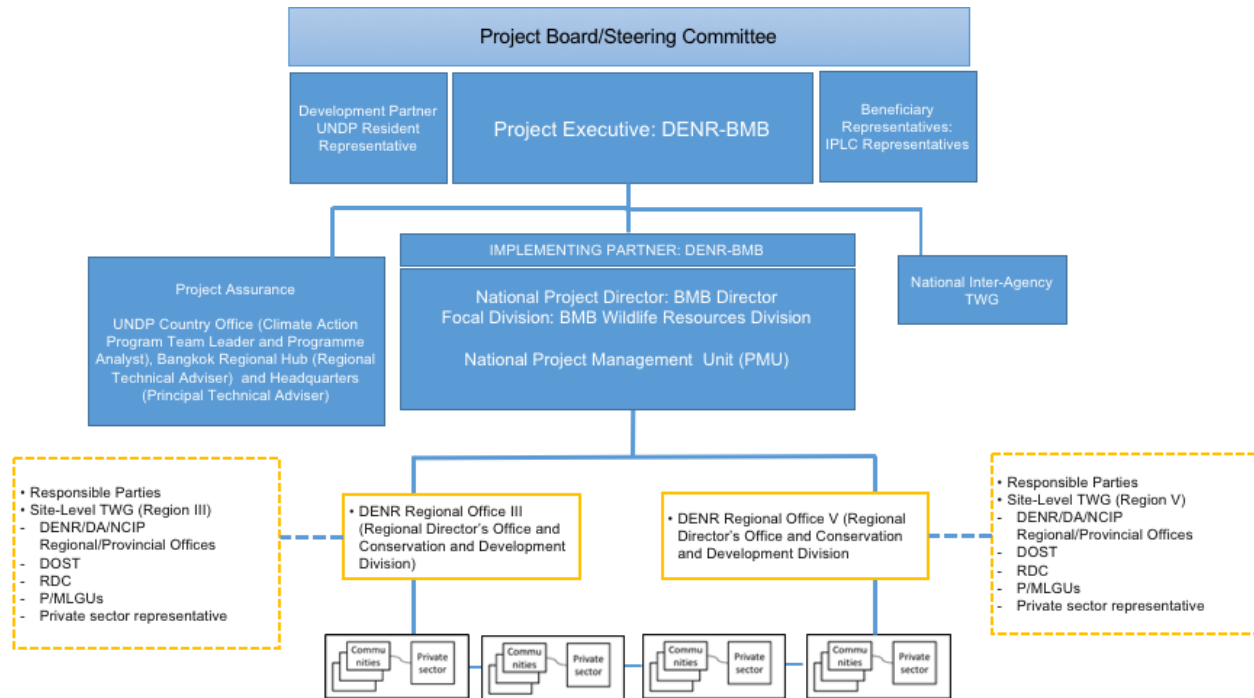 Project Board/Steering Committee
Development Partner
UNDP Resident
Representative
Project Executive: DENR-BMB
Beneficiary
Representatives:
IPLC Representatives
Project Assurance
UNDP Country Office (Climate Action
Program Team Leader and Programme
Analyst), Bangkok Regional Hub (Regional
Technical Adviser) and Headquarters
(Principal Technical Adviser)
IMPLEMENTING PARTNER: DENR-BMB
National Project Director: BMB Director
Focal Division: BMB Wildlife Resources Division
National Project Management Unit (PMU)
National Inter-Agency
TWG
• Responsible Parties
• Site-Level TWG (Region III)
- DENR/DA/NCIP
Regional/Provincial Offices
- DOST
- RDC
- P/MLGUs
- Private sector representative
• DENR Regional Office III
(Regional Director's Office and
Conservation and Development
Division)
• DENR Regional Office V (Regional
Director's Office and Conservation
and Development Division
• Responsible Parties
• Site-Level TWG (Region V)
- DENR/DA/NCIP
Regional/Provincial Offices
- DOST
- RDC
- P/MLGUs
- Private sector representative
Commu
nities
Private
sector
Commu
nities
Private
sector
Commu
nities
Private
sector
Commu
nities
Private
sector